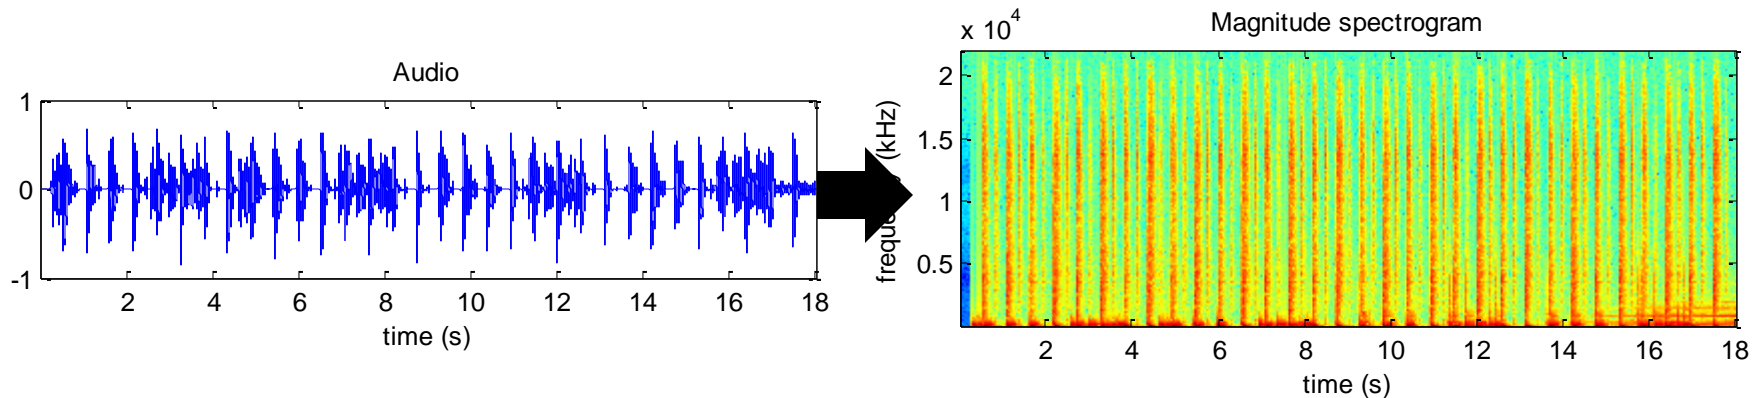 Audio
1
0
-1
2 4 6 8 10 12 14 16 18
time (s)
Magnitude spectrogram
x 10^4
2
1.5
1
0.5
frequency (kHz)
2 4 6 8 10 12 14 16 18
time (s)